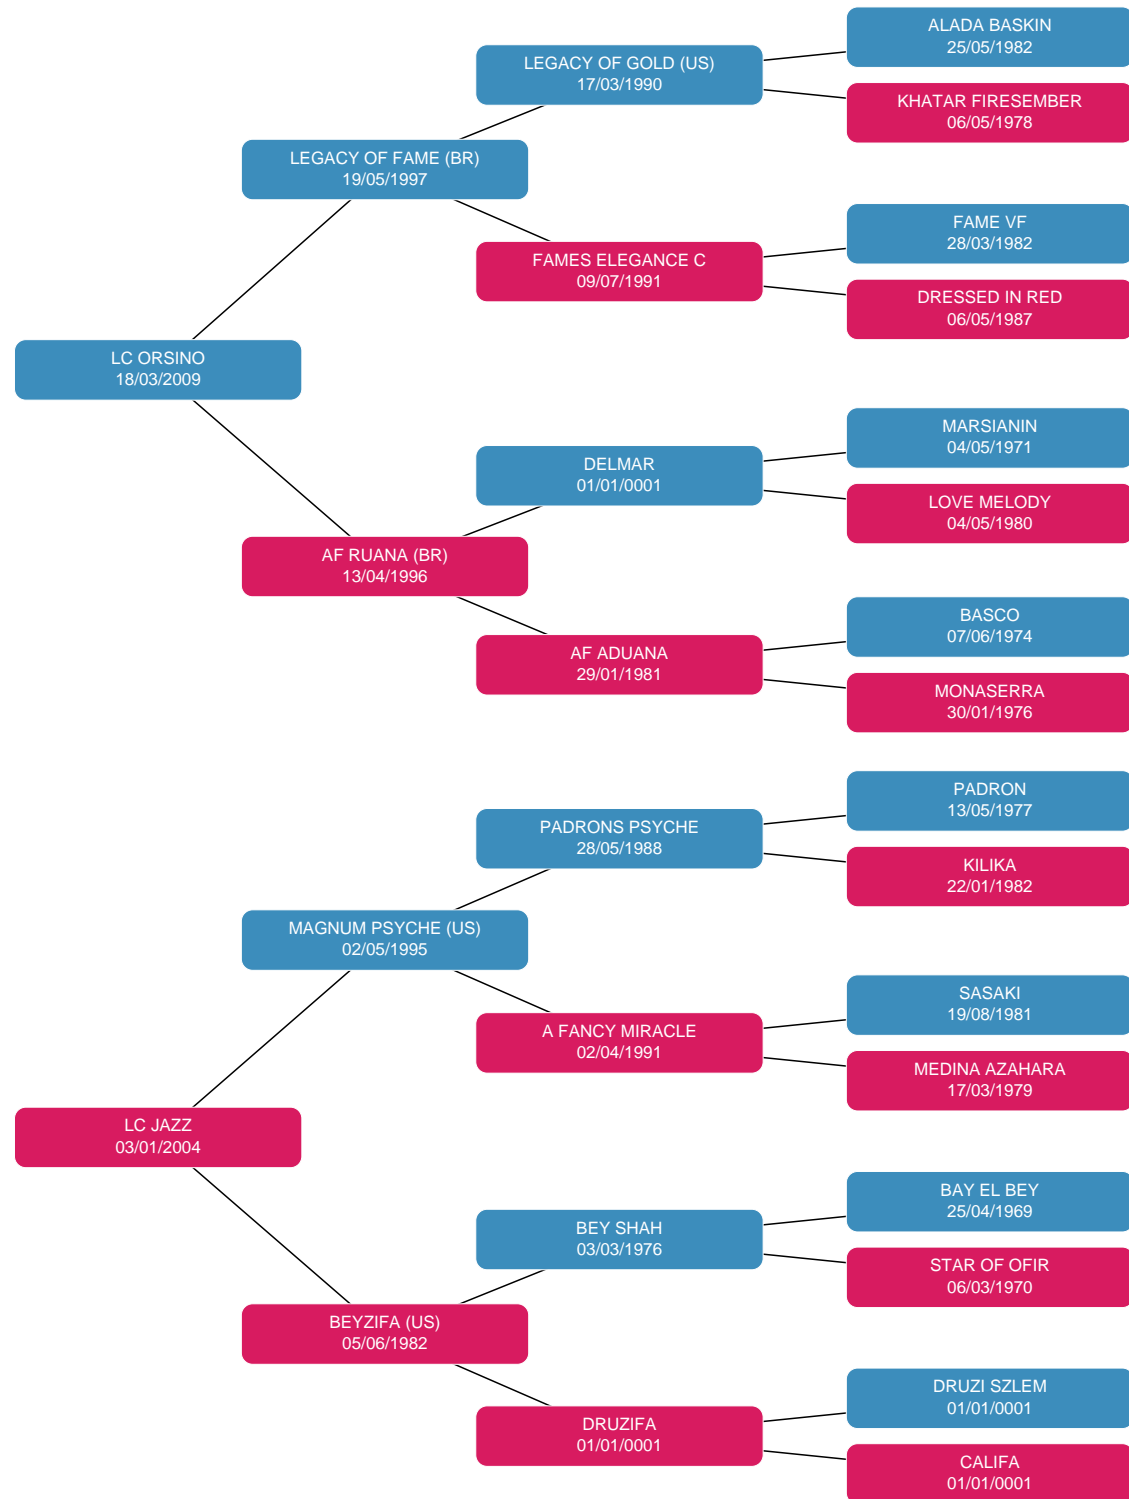 ALADA BASKIN
25/05/1982
LEGACY OF GOLD (US)
17/03/1990
KHATAR FIRESEMBER
06/05/1978
LEGACY OF FAME (BR)
19/05/1997
FAME VF
28/03/1982
FAMES ELEGANCE C
09/07/1991
DRESSED IN RED
06/05/1987
LC ORSINO
18/03/2009
MARSIANIN
04/05/1971
DELMAR
01/01/0001
LOVE MELODY
04/05/1980
AF RUANA (BR)
13/04/1996
BASCO
07/06/1974
AF ADUANA
29/01/1981
MONASERRA
30/01/1976
PADRON
13/05/1977
PADRONS PSYCHE
28/05/1988
KILIKA
22/01/1982
MAGNUM PSYCHE (US)
02/05/1995
SASAKI
19/08/1981
A FANCY MIRACLE
02/04/1991
MEDINA AZAHARA
17/03/1979
LC JAZZ
03/01/2004
BAY EL BEY
25/04/1969
BEY SHAH
03/03/1976
STAR OF OFIR
06/03/1970
BEYZIFA (US)
05/06/1982
DRUZI SZLEM
01/01/0001
DRUZIFA
01/01/0001
CALIFA
01/01/0001